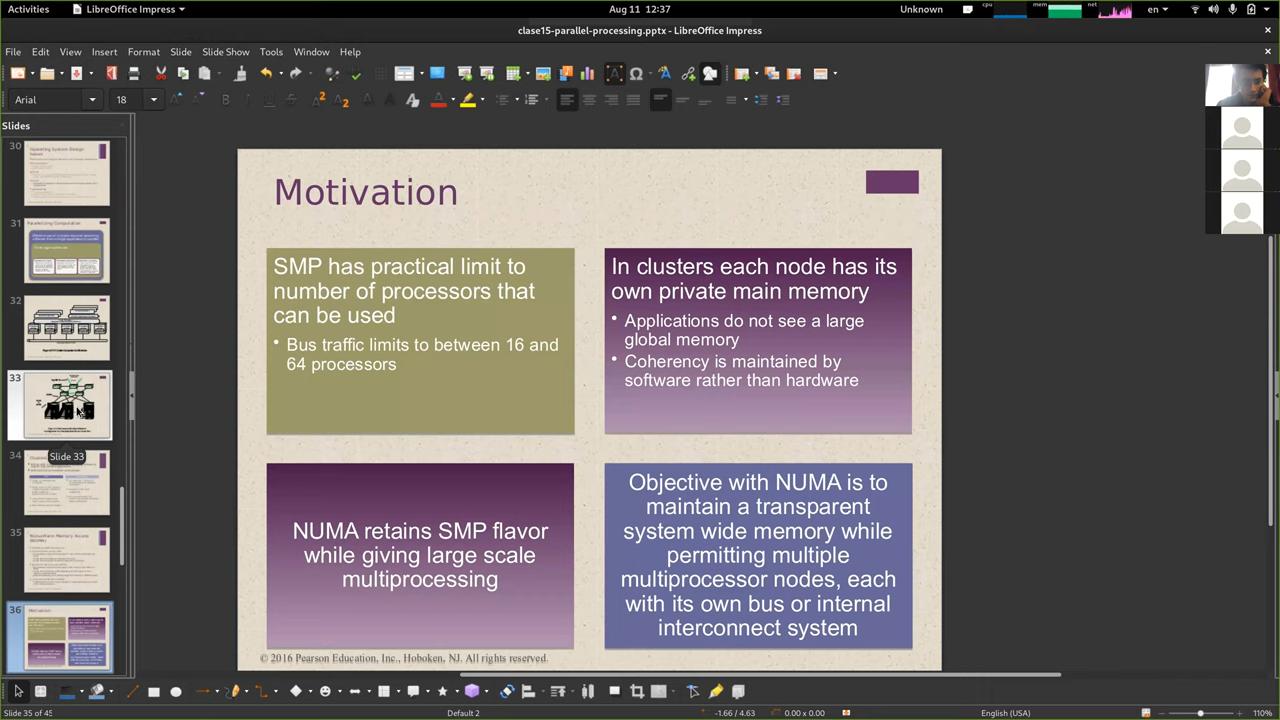 Activities
LibreOffice Impress
Aug 11 12:37
Unknown
cpu
mem
net
en
clase15-parallel-processing.pptx - LibreOffice Impress
File Edit View Insert Format Slide Slide Show Tools Window Help
Arial
18
Slides
30
31
32
33
Slide 33
34
35
36
Motivation
SMP has practical limit to
number of processors that
can be used
• Bus traffic limits to between 16 and
64 processors
In clusters each node has its
own private main memory
• Applications do not see a large
global memory
• Coherency is maintained by
software rather than hardware
NUMA retains SMP flavor
while giving large scale
multiprocessing
Objective with NUMA is to
maintain a transparent
system wide memory while
permitting multiple
multiprocessor nodes, each
with its own bus or internal
interconnect system
© 2016 Pearson Education, Inc., Hoboken, NJ. All rights reserved.
Slide 35 of 45
Default 2
-1.66 / 4.63
0.00 x 0.00
English (USA)
110%